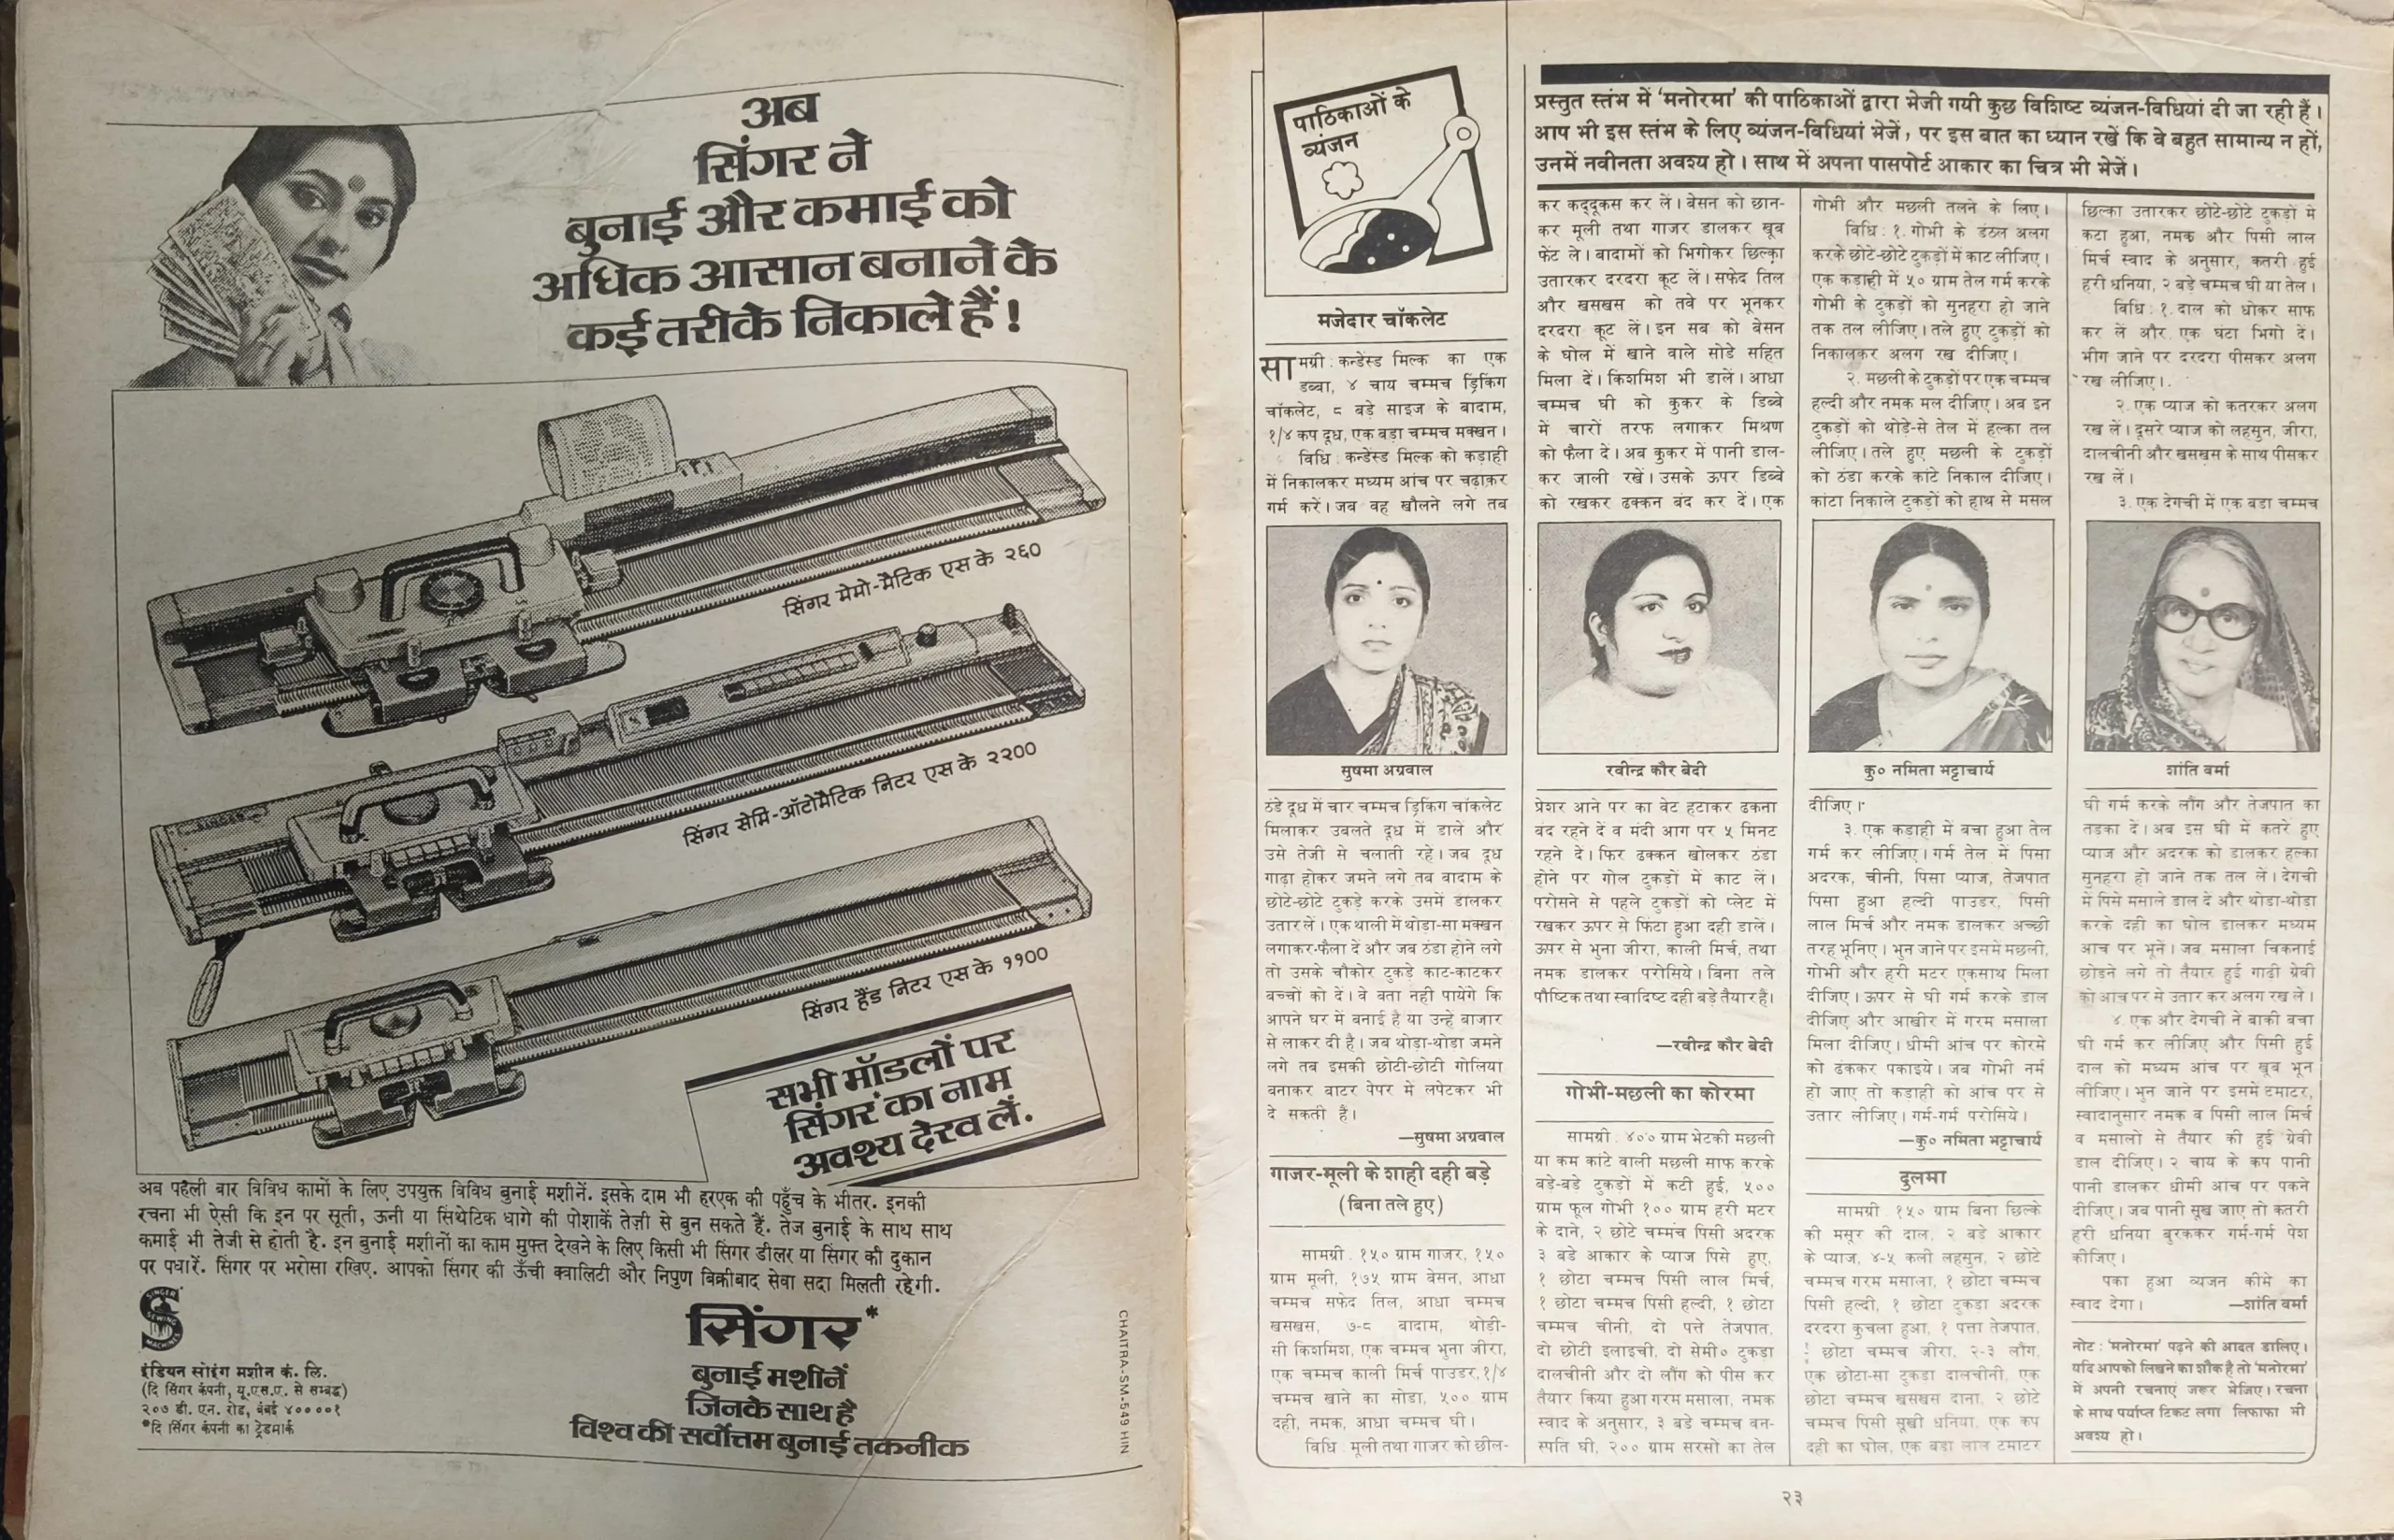 अब
सिंगर ने
बुनाई और कमाई को
अधिक आसान बनाने के
कई तरीके निकाले हैं!
सिंगर मेमो-मैटिक एस के २६०
सिंगर सेमि-ऑटोमैटिक निटर एस के २२००
सिंगर हैंड निटर एस के ११००
सभी मॉडलों पर
'सिंगर' का नाम
अवश्य देख लें.
अब पहली बार विविध कामों के लिए उपयुक्त विविध बुनाई मशीनें. इसके दाम भी हरएक की पहुँच के भीतर. इनकी
रचना भी ऐसी कि इन पर सूती, ऊनी या सिंथेटिक धागे की पोशाकें तेज़ी से बुन सकते हैं. तेज बुनाई के साथ साथ
कमाई भी तेजी से होती है. इन बुनाई मशीनों का काम मुफ्त देखने के लिए किसी भी सिंगर डीलर या सिंगर की दुकान
पर पधारें. सिंगर पर भरोसा रखिए. आपको सिंगर की ऊँची क्वालिटी और निपुण बिक्रीबाद सेवा सदा मिलती रहेगी.
SINGER
SEWING
MACHINES
इंडियन सोइंग मशीन कं. लि.
(दि सिंगर कंपनी, यू.एस.ए. से सम्बद्ध)
२०७ डी. एन. रोड, बंबई ४००००१
*दि सिंगर कंपनी का ट्रेडमार्क
सिंगर*
बुनाई मशीनें
जिनके साथ है
विश्व की सर्वोत्तम बुनाई तकनीक
CHAITRA-SM-549 HIN
पाठिकाओं के
व्यंजन
प्रस्तुत स्तंभ में 'मनोरमा' की पाठिकाओं द्वारा भेजी गयी कुछ विशिष्ट व्यंजन-विधियां दी जा रही हैं।
आप भी इस स्तंभ के लिए व्यंजन-विधियां भेजें, पर इस बात का ध्यान रखें कि वे बहुत सामान्य न हों,
उनमें नवीनता अवश्य हो। साथ में अपना पासपोर्ट आकार का चित्र भी भेजें।
मजेदार चॉकलेट
सामग्री : कन्डेंस्ड मिल्क का एक
डब्बा, ४ चाय चम्मच ड्रिंकिंग
चॉकलेट, ८ बड़े साइज के बादाम,
१/४ कप दूध, एक बड़ा चम्मच मक्खन।
विधि : कन्डेंस्ड मिल्क को कड़ाही
में निकालकर मध्यम आंच पर चढ़ाकर
गर्म करें। जब वह खौलने लगे तब
सुषमा अग्रवाल
ठंडे दूध में चार चम्मच ड्रिंकिंग चॉकलेट
मिलाकर उबलते दूध में डाले और
उसे तेजी से चलाती रहे। जब दूध
गाढ़ा होकर जमने लगे तब बादाम के
छोटे-छोटे टुकड़े करके उसमें डालकर
उतार लें। एक थाली में थोड़ा-सा मक्खन
लगाकर फैला दें और जब ठंडा होने लगे
तो उसके चौकोर टुकड़े काट-काटकर
बच्चों को दें। वे बता नही पायेंगे कि
आपने घर में बनाई है या उन्हे बाजार
से लाकर दी है। जब थोड़ा-थोडा जमने
लगे तब इसकी छोटी-छोटी गोलिया
बनाकर बाटर पेपर में लपेटकर भी
दे सकती हैं।
—सुषमा अग्रवाल
गाजर-मूली के शाही दही बड़े
(बिना तले हुए)
सामग्री : १५० ग्राम गाजर, १५०
ग्राम मूली, १७५ ग्राम बेसन, आधा
चम्मच सफेद तिल, आधा चम्मच
खसखस, ७-८ बादाम, थोड़ी-
सी किशमिश, एक चम्मच भुना जीरा,
एक चम्मच काली मिर्च पाउडर, १/४
चम्मच खाने का सोडा, ५०० ग्राम
दही, नमक, आधा चम्मच घी।
विधि : मूली तथा गाजर को छील-
कर कद्दूकस कर लें। बेसन को छान-
कर मूली तथा गाजर डालकर खूब
फेंट ले। बादामों को भिगोकर छिल्का
उतारकर दरदरा कूट लें। सफेद तिल
और खसखस को तवे पर भूनकर
दरदरा कूट लें। इन सब को बेसन
के घोल में खाने वाले सोडे सहित
मिला दें। किशमिश भी डालें। आधा
चम्मच घी को कुकर के डिब्बे
में चारों तरफ लगाकर मिश्रण
को फैला दें। अब कुकर में पानी डाल-
कर जाली रखें। उसके ऊपर डिब्बे
को रखकर ढक्कन बंद कर दें। एक
रवीन्द्र कौर बेदी
प्रेशर आने पर का वेट हटाकर ढकना
बंद रहने दें व मंदी आग पर ५ मिनट
रहने दें। फिर ढक्कन खोलकर ठंडा
होने पर गोल टुकड़ों में काट लें।
परोसने से पहले टुकड़ों को प्लेट में
रखकर ऊपर से फिंटा हुआ दही डालें।
ऊपर से भुना जीरा, काली मिर्च, तथा
नमक डालकर परोसिये। बिना तले
पौष्टिक तथा स्वादिष्ट दही बड़े तैयार हैं।
—रवीन्द्र कौर बेदी
गोभी-मछली का कोरमा
सामग्री : ४०० ग्राम भेटकी मछली
या कम कांटे वाली मछली साफ करके
बड़े-बड़े टुकड़ों में कटी हुई, ५००
ग्राम फूल गोभी १०० ग्राम हरी मटर
के दाने, २ छोटे चम्मच पिसी अदरक
३ बडे आकार के प्याज पिसे हुए,
१ छोटा चम्मच पिसी लाल मिर्च,
१ छोटा चम्मच पिसी हल्दी, १ छोटा
चम्मच चीनी, दो पत्ते तेजपात,
दो छोटी इलाइची, दो सेमी० टुकडा
दालचीनी और दो लौंग को पीस कर
तैयार किया हुआ गरम मसाला, नमक
स्वाद के अनुसार, ३ बडे चम्मच वन-
स्पति घी, २०० ग्राम सरसो का तेल
गोभी और मछली तलने के लिए।
विधि : १. गोभी के डंठल अलग
करके छोटे-छोटे टुकड़ों में काट लीजिए।
एक कड़ाही में ५० ग्राम तेल गर्म करके
गोभी के टुकड़ों को सुनहरा हो जाने
तक तल लीजिए। तले हुए टुकड़ों को
निकालकर अलग रख दीजिए।
२. मछली के टुकड़ों पर एक चम्मच
हल्दी और नमक मल दीजिए। अब इन
टुकड़ों को थोड़े-से तेल में हल्का तल
लीजिए। तले हुए मछली के टुकड़ों
को ठंडा करके कांटे निकाल दीजिए।
कांटा निकाले टुकड़ों को हाथ से मसल
कु० नमिता भट्टाचार्य
दीजिए।
३. एक कड़ाही में बचा हुआ तेल
गर्म कर लीजिए। गर्म तेल में पिसा
अदरक, चीनी, पिसा प्याज, तेजपात
पिसा हुआ हल्दी पाउडर, पिसी
लाल मिर्च और नमक डालकर अच्छी
तरह भूनिए। भुन जाने पर इसमें मछली,
गोभी और हरी मटर एकसाथ मिला
दीजिए। ऊपर से घी गर्म करके डाल
दीजिए और आखीर में गरम मसाला
मिला दीजिए। धीमी आंच पर कोरमे
को ढंककर पकाइये। जब गोभी नर्म
हो जाए तो कड़ाही को आंच पर से
उतार लीजिए। गर्म-गर्म परोसिये।
—कु० नमिता भट्टाचार्य
दुलमा
सामग्री : १५० ग्राम बिना छिल्के
की मसूर की दाल, २ बडे आकार
के प्याज, ४-५ कली लहसुन, २ छोटे
चम्मच गरम मसाला, १ छोटा चम्मच
पिसी हल्दी, १ छोटा टुकडा अदरक
दरदरा कुचला हुआ, १ पत्ता तेजपात,
छोटा चम्मच जीरा, २-३ लौंग,
एक छोटा-सा टुकडा दालचीनी, एक
छोटा चम्मच खसखस दाना, २ छोटे
चम्मच पिसी सूखी धनिया, एक कप
दही का घोल, एक बडा लाल टमाटर
छिल्का उतारकर छोटे-छोटे टुकड़ों में
कटा हुआ, नमक और पिसी लाल
मिर्च स्वाद के अनुसार, कतरी हुई
हरी धनिया, २ बड़े चम्मच घी या तेल।
विधि : १. दाल को धोकर साफ
कर लें और एक घंटा भिगो दे।
भीग जाने पर दरदरा पीसकर अलग
रख लीजिए।
२. एक प्याज को कतरकर अलग
रख लें। दूसरे प्याज को लहसुन, जीरा,
दालचीनी और खसखस के साथ पीसकर
रख लें।
३. एक देगची में एक बडा चम्मच
शांति वर्मा
घी गर्म करके लौंग और तेजपात का
तड़का दें। अब इस घी में कतरे हुए
प्याज और अदरक को डालकर हल्का
सुनहरा हो जाने तक तल लें। देगची
में पिसे मसाले डाल दें और थोडा-थोडा
करके दही का घोल डालकर मध्यम
आंच पर भूनें। जब मसाला चिकनाई
छोडने लगे तो तैयार हुई गाढ़ी ग्रेवी
को आंच पर से उतार कर अलग रख ले।
४. एक और देगची ने बाकी बचा
घी गर्म कर लीजिए और पिसी हुई
दाल को मध्यम आंच पर खूब भून
लीजिए। भुन जाने पर इसमें टमाटर,
स्वादानुसार नमक व पिसी लाल मिर्च
व मसालो से तैयार की हुई ग्रेवी
डाल दीजिए। २ चाय के कप पानी
पानी डालकर धीमी आंच पर पकने
दीजिए। जब पानी सूख जाए तो कतरी
हरी धनिया बुरककर गर्म-गर्म पेश
कीजिए।
पका हुआ व्यजन कीमे का
स्वाद देगा। —शांति वर्मा
नोट : 'मनोरमा' पढ़ने की आदत डालिए।
यदि आपको लिखने का शौक है तो 'मनोरमा'
में अपनी रचनाएं जरूर भेजिए। रचना
के साथ पर्याप्त टिकट लगा लिफाफा भी
अवश्य हो।
२३